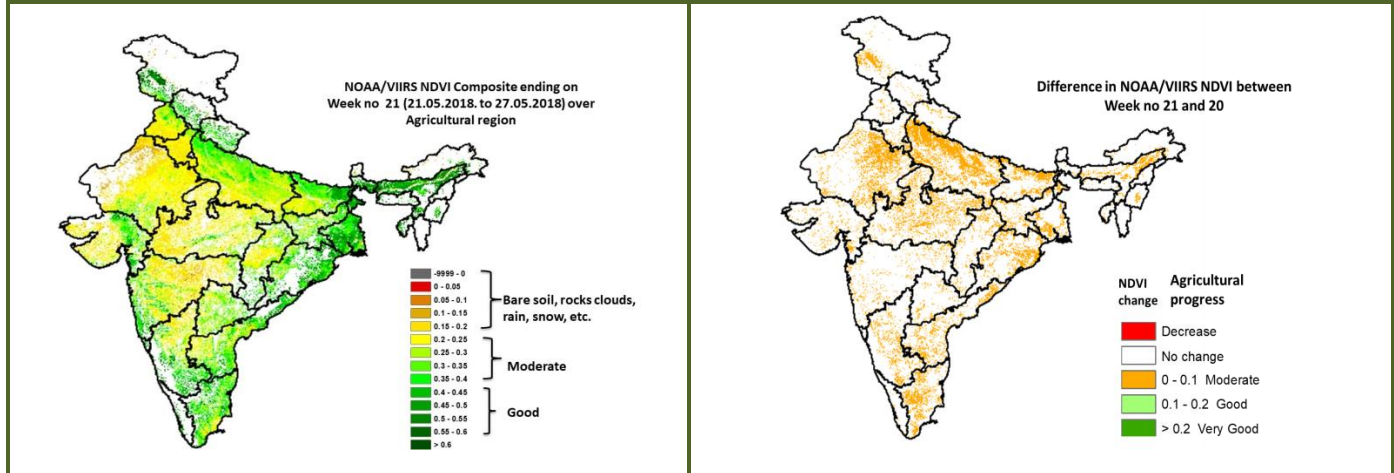 NOAA/VIIRS NDVI Composite ending on
Week no 21 (21.05.2018. to 27.05.2018) over
Agricultural region
-9999 - 0
0 - 0.05
0.05 - 0.1
0.1 - 0.15
0.15 - 0.2
0.2 - 0.25
0.25 - 0.3
0.3 - 0.35
0.35 - 0.4
0.4 - 0.45
0.45 - 0.5
0.5 - 0.55
0.55 - 0.6
> 0.6
Bare soil, rocks clouds,
rain, snow, etc.
Moderate
Good
Difference in NOAA/VIIRS NDVI between
Week no 21 and 20
NDVI Agricultural
change progress
Decrease
No change
0 - 0.1 Moderate
0.1 - 0.2 Good
> 0.2 Very Good